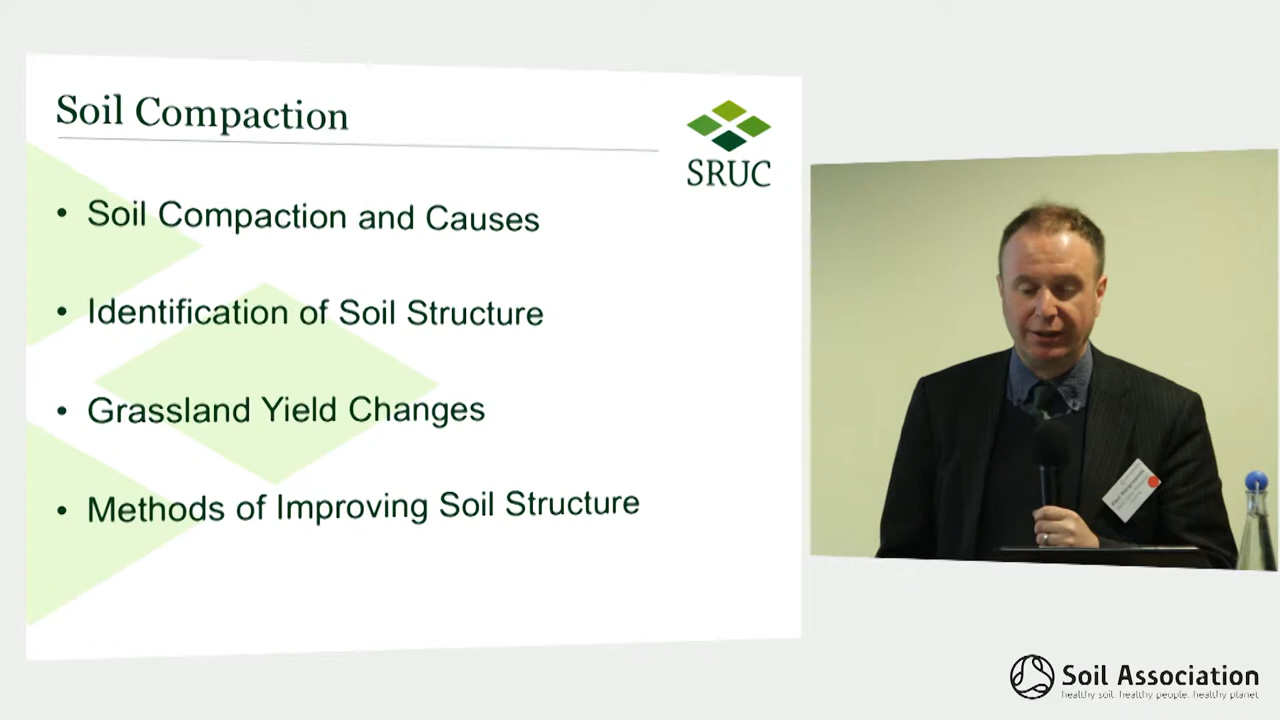 Soil Compaction
SRUC
• Soil Compaction and Causes
• Identification of Soil Structure
• Grassland Yield Changes
• Methods of Improving Soil Structure
Soil Association
healthy soil. healthy people. healthy planet